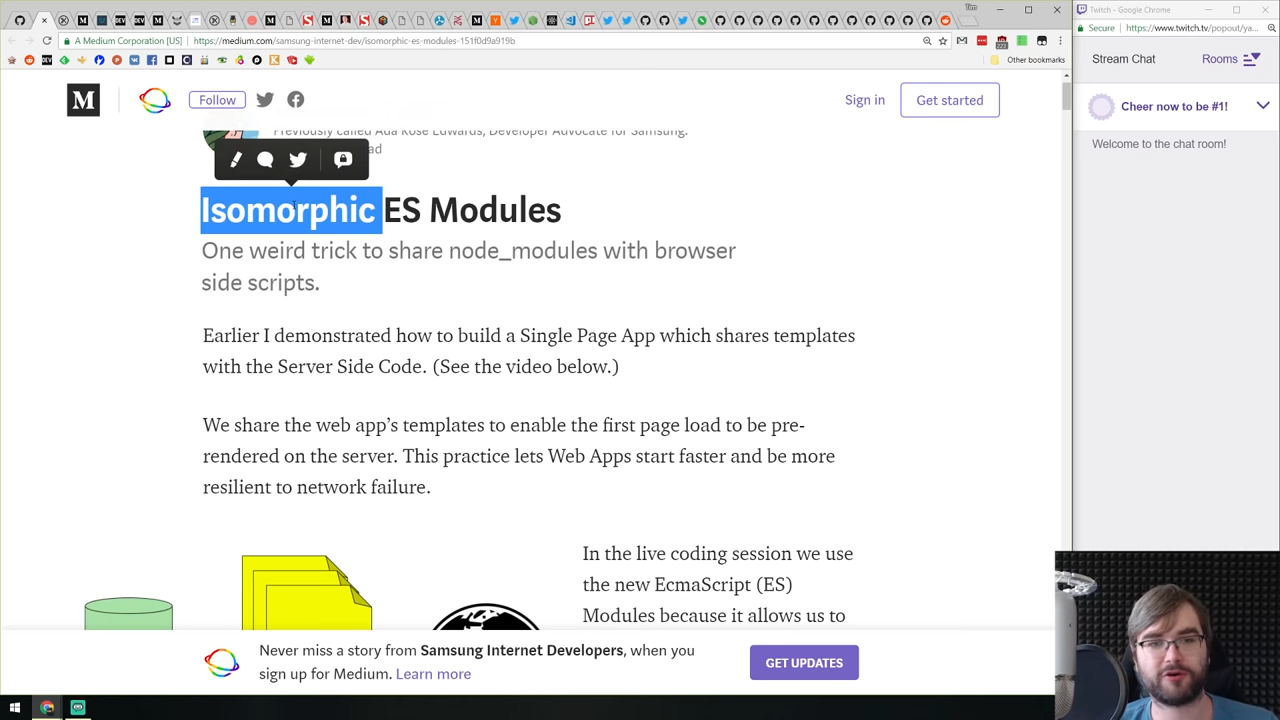 Tim
Twitch - Google Chrome
A Medium Corporation [US]
https://medium.com/samsung-internet-dev/isomorphic-es-modules-151f0d9a919b
Secure
https://www.twitch.tv/popout/ya...
Other bookmarks
Stream Chat
Rooms
M
Follow
Sign in
Get started
Cheer now to be #1!
Welcome to the chat room!
Previously called Ada Rose Edwards, Developer Advocate for Samsung.
ad
Isomorphic ES Modules
One weird trick to share node_modules with browser
side scripts.
Earlier I demonstrated how to build a Single Page App which shares templates
with the Server Side Code. (See the video below.)
We share the web app’s templates to enable the first page load to be pre-
rendered on the server. This practice lets Web Apps start faster and be more
resilient to network failure.
In the live coding session we use
the new EcmaScript (ES)
Modules because it allows us to
Never miss a story from Samsung Internet Developers, when you
sign up for Medium. Learn more
GET UPDATES